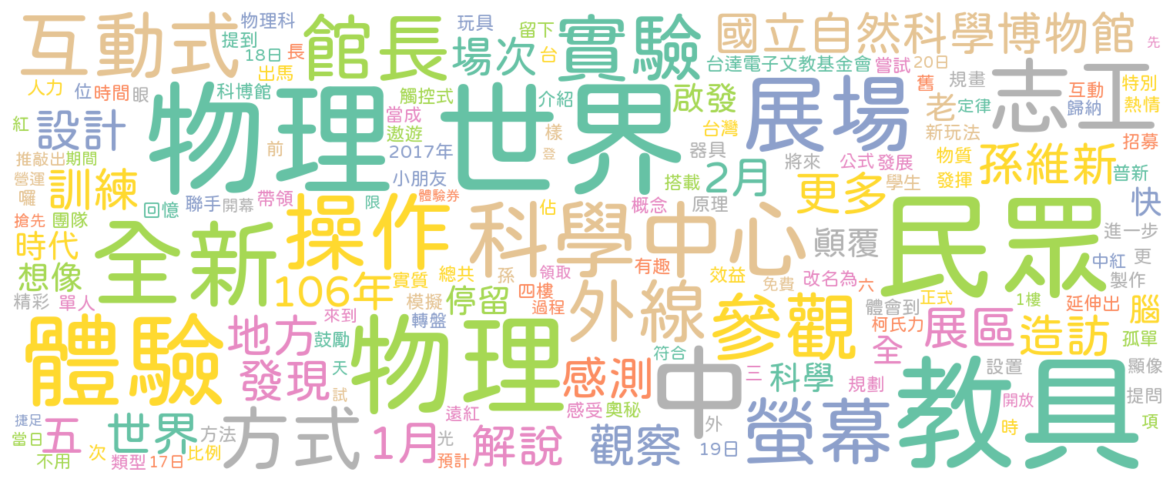 互動式
物理科
提到
18日
長
出馬
館長
玩具
留下
場次
台
實驗
國立自然科學博物館
先
台達電子文教基金會
嘗試
20日
人力
位
時間
眼
科博館
觸控式
介紹
啟發
展場
舊
規畫
互動
特別
老
定律
歸納
熱情
志工
紅
設計
物理世界
當成
遨遊
樣
台灣
新玩法
招募
推敲出
期間
前
2017年
登
器具
將來
公式
發展
物質
孫維新
普新
營運
訓練
小朋友
搭載
2月
更多
學生
發揮
囉
回憶
聯手
開幕
帶領
限
體驗券
佔
概念
原理
快
搶先
團隊
全新
操作
科學中心
民眾
時代
顛覆
進一步
想像
106年
實質
總共
孫
領取
有趣
效益
免費
改名為
六
中紅
更
製作
精彩
單人
停留
四樓
模擬
過程
外線
參觀
體會到
正式
1樓
延伸出
腦
來到
轉盤
柯氏力
展區
造訪
孤單
體驗
地方
鼓勵
物理
符合
全
發現
天
試
感測
中
三
科學
規劃
設置
顯像
教具
捷足
五
世界
方法
方式
遠紅
感受
奧秘
外
螢幕
開放
提問
當日
1月
光
解說
觀察
19日
時
項
不用
次
類型
17日
比例
預計